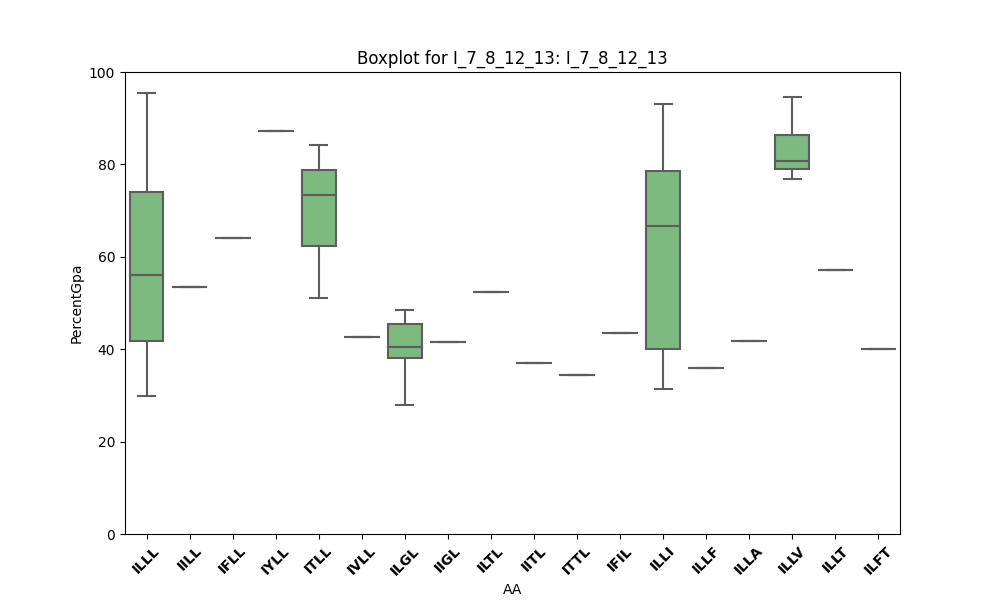 Boxplot for I_7_8_12_13: I_7_8_12_13
PercentGpa
100
80
60
40
20
0
ILLL IILL IFLL IYLL ITLL IVLL ILGL IIGL ILTL IITL ITTL IFIL ILLI ILLF ILLA ILLV ILLT ILFT
AA